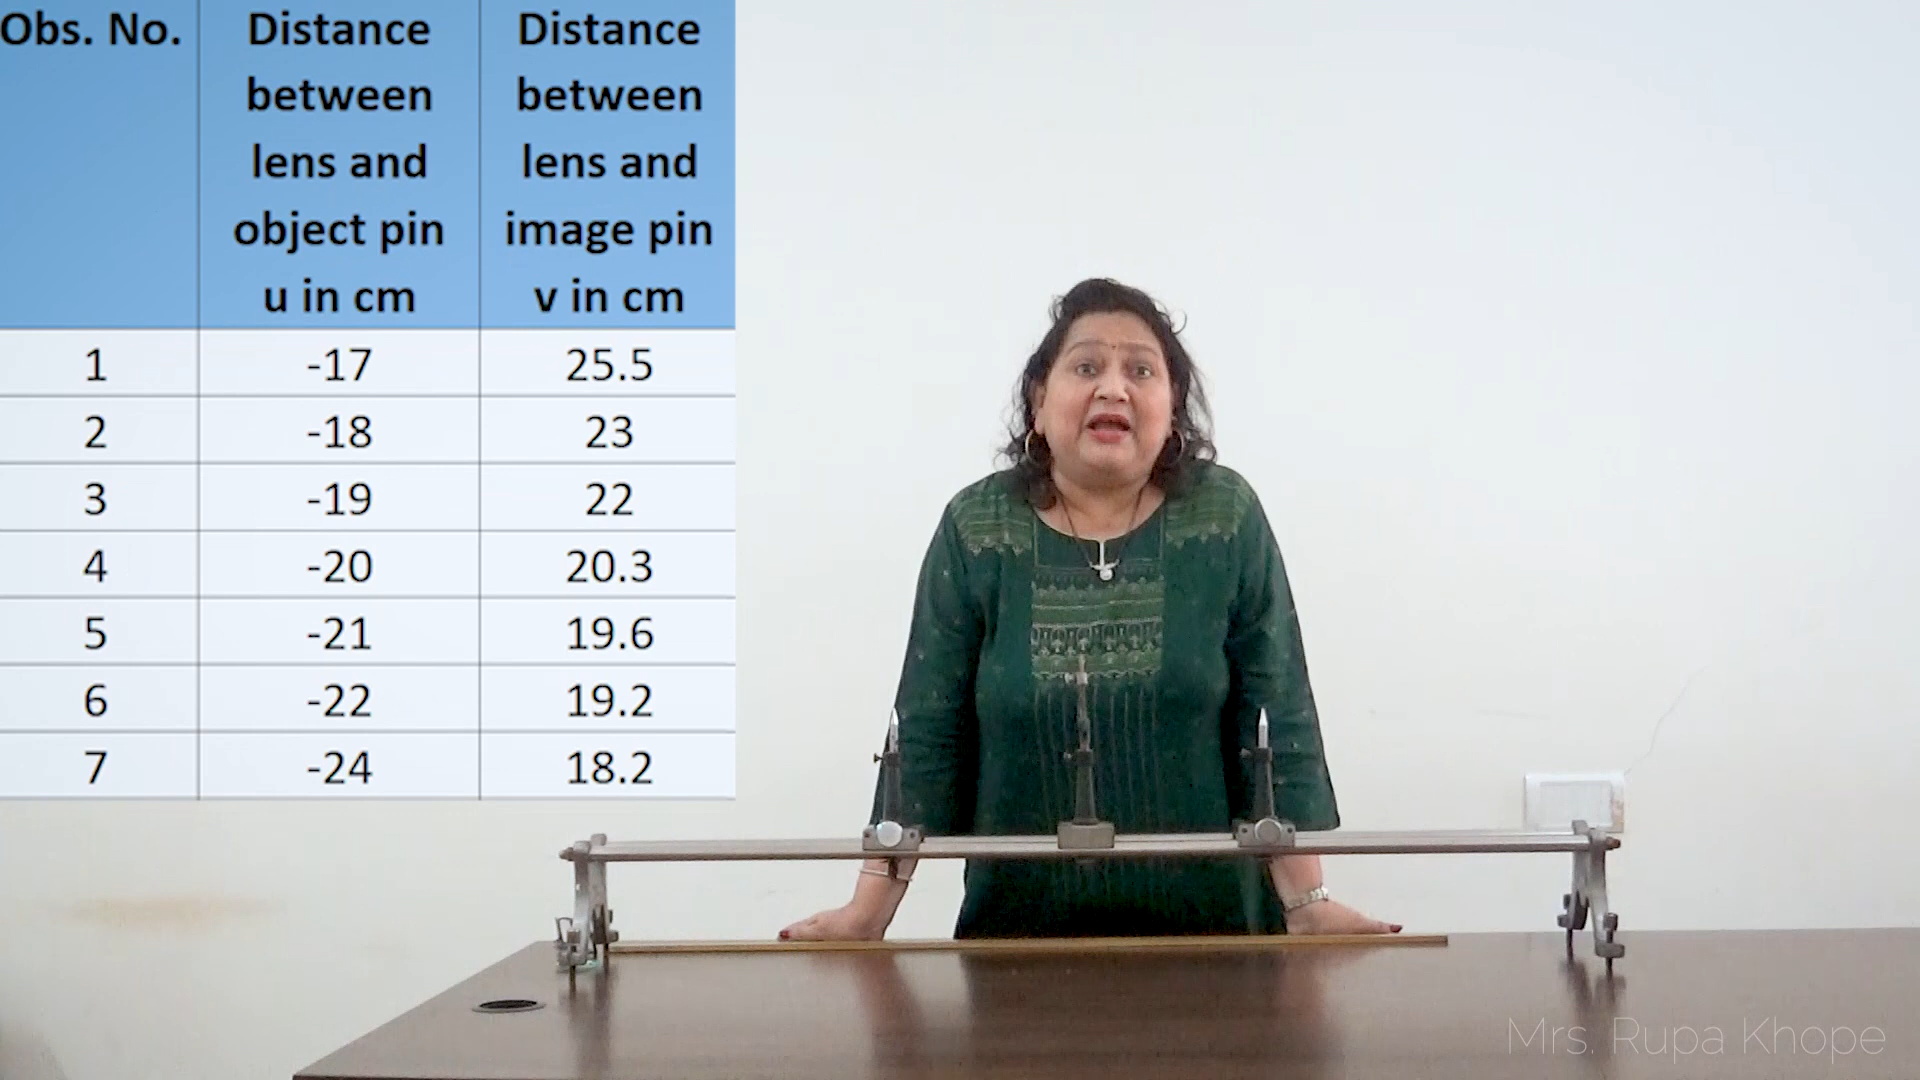 Obs. No.
Distance
between
lens and
object pin
u in cm
Distance
between
lens and
image pin
v in cm
1 -17 25.5
2 -18 23
3 -19 22
4 -20 20.3
5 -21 19.6
6 -22 19.2
7 -24 18.2
Mrs. Rupa Khope